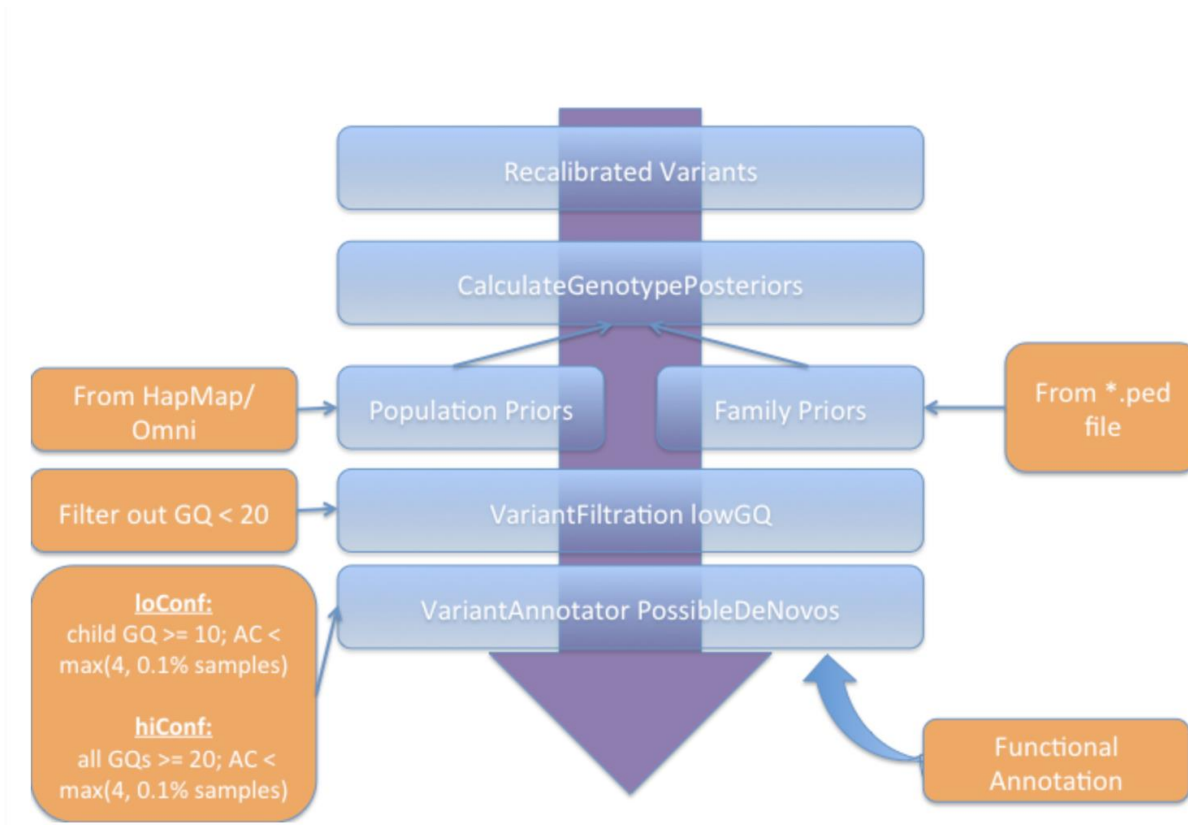 Recalibrated Variants
CalculateGenotypePosteriors
From HapMap/
Omni
Population Priors
Family Priors
From *.ped
file
Filter out GQ < 20
VariantFiltration lowGQ
loConf:
child GQ >= 10; AC <
max(4, 0.1% samples)
hiConf:
all GQs >= 20; AC <
max(4, 0.1% samples)
VariantAnnotator PossibleDeNovos
Functional
Annotation